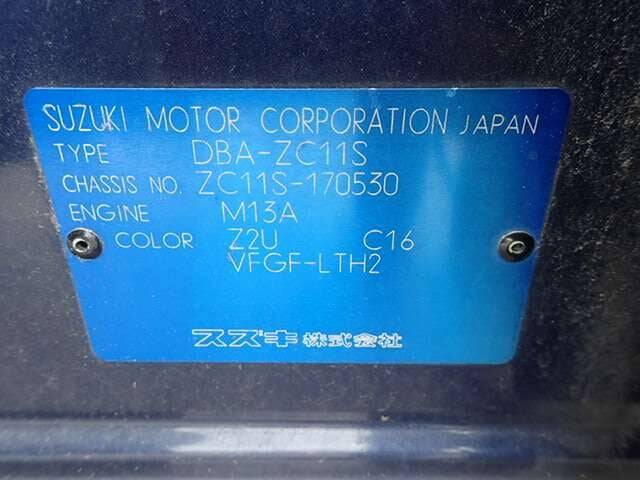 SUZUKI MOTOR CORPORATION JAPAN
TYPE DBA-ZC11S
CHASSIS NO. ZC11S-170530
ENGINE M13A
COLOR Z2U C16
VFGF-LTH2
スズキ株式会社